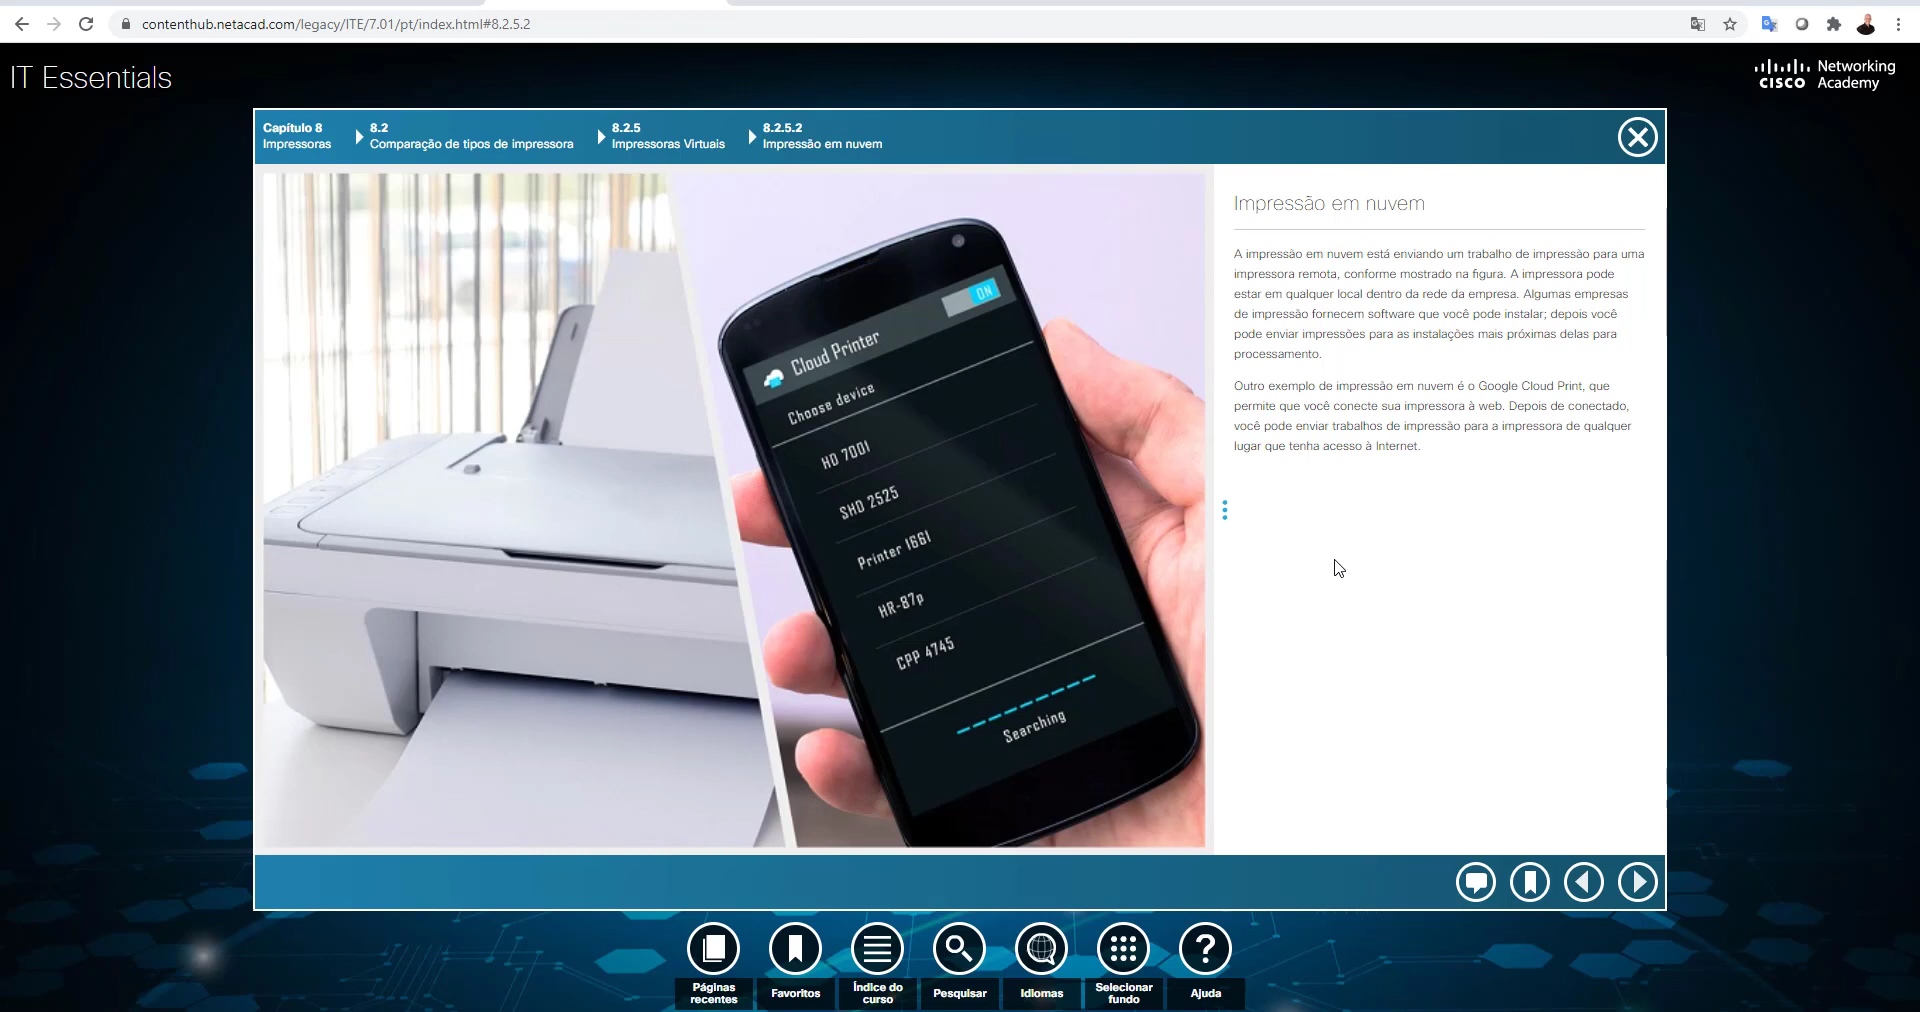 contenthub.netacad.com/legacy/ITE/7.01/pt/index.html#8.2.5.2
IT Essentials
CISCO
Networking
Academy
Capítulo 8
Impressoras
8.2
Comparação de tipos de impressora
8.2.5
Impressoras Virtuais
8.2.5.2
Impressão em nuvem
Cloud Printer
ON
Choose device
HD 7001
SHD 2525
Printer 1661
HR-87p
CPP 4745
Searching
Impressão em nuvem
A impressão em nuvem está enviando um trabalho de impressão para uma
impressora remota, conforme mostrado na figura. A impressora pode
estar em qualquer local dentro da rede da empresa. Algumas empresas
de impressão fornecem software que você pode instalar; depois você
pode enviar impressões para as instalações mais próximas delas para
processamento.
Outro exemplo de impressão em nuvem é o Google Cloud Print, que
permite que você conecte sua impressora à web. Depois de conectado,
você pode enviar trabalhos de impressão para a impressora de qualquer
lugar que tenha acesso à Internet.
Páginas
recentes
Favoritos
Índice do
curso
Pesquisar
Idiomas
Selecionar
fundo
?
Ajuda